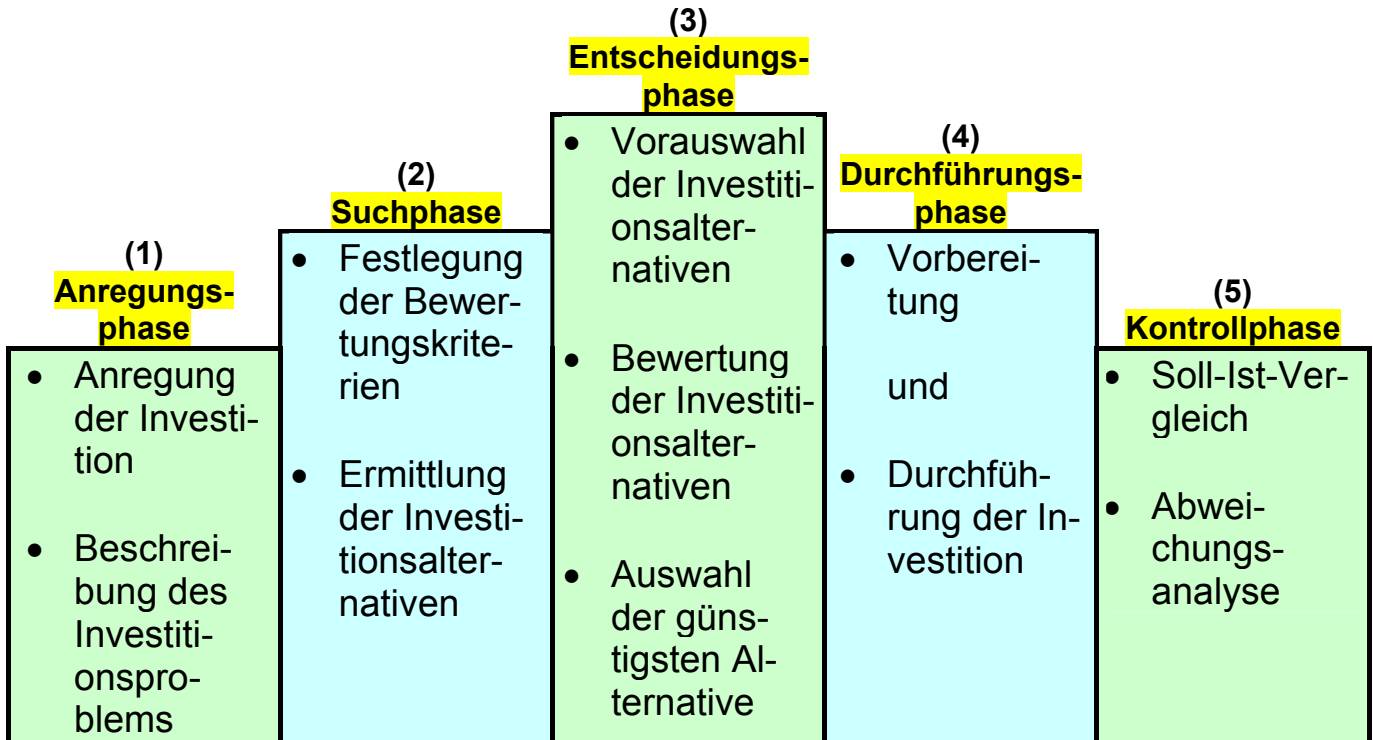 (1)
Anregungs-
phase
• Anregung
der Investi-
tion
• Beschrei-
bung des
Investiti-
onspro-
blems
(2)
Suchphase
• Festlegung
der Bewer-
tungskrite-
rien
• Ermittlung
der Investi-
tionsalter-
nativen
(3)
Entscheidungs-
phase
• Vorauswahl
der Investiti-
onsalter-
nativen
• Bewertung
der Investiti-
onsalter-
nativen
• Auswahl
der güns-
tigsten Al-
ternative
(4)
Durchführungs-
phase
• Vorberei-
tung
und
• Durchfüh-
rung der In-
vestition
(5)
Kontrollphase
• Soll-Ist-Ver-
gleich
• Abwei-
chungs-
analyse